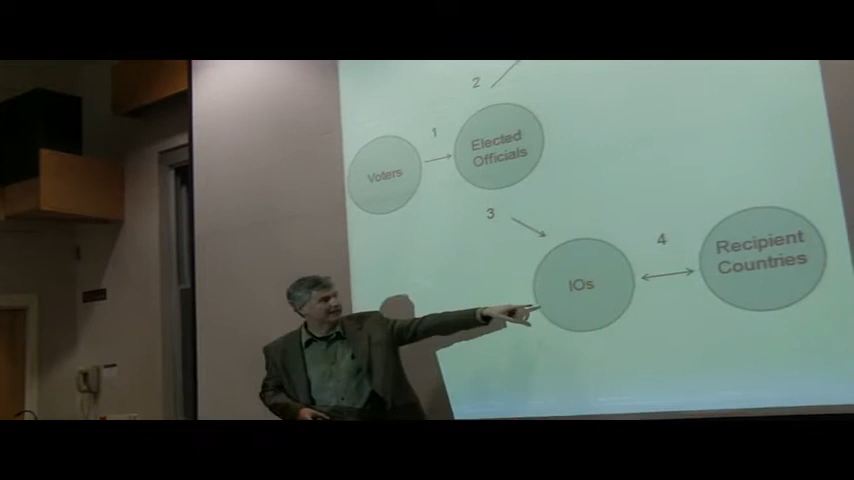 2
1
Elected
Officials
Voters
3
4
Recipient
Countries
IOs